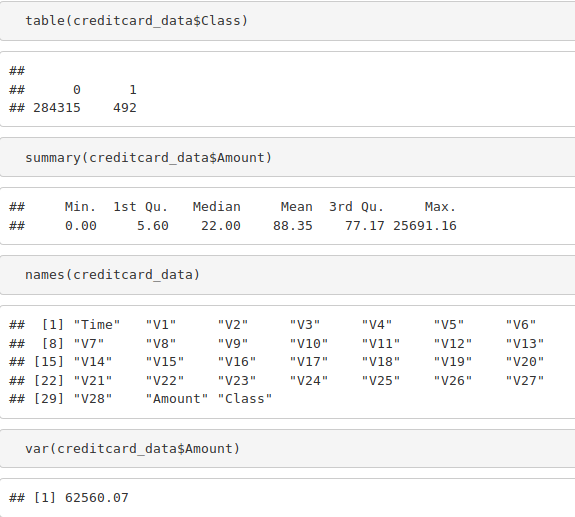 table(creditcard_data$Class)
##
##      0      1
## 284315    492
summary(creditcard_data$Amount)
##     Min.  1st Qu.   Median     Mean  3rd Qu.     Max.
##     0.00     5.60    22.00    88.35    77.17 25691.16
names(creditcard_data)
##  [1] "Time"   "V1"     "V2"     "V3"     "V4"     "V5"     "V6"
##  [8] "V7"     "V8"     "V9"     "V10"    "V11"    "V12"    "V13"
## [15] "V14"    "V15"    "V16"    "V17"    "V18"    "V19"    "V20"
## [22] "V21"    "V22"    "V23"    "V24"    "V25"    "V26"    "V27"
## [29] "V28"    "Amount" "Class"
var(creditcard_data$Amount)
## [1] 62560.07